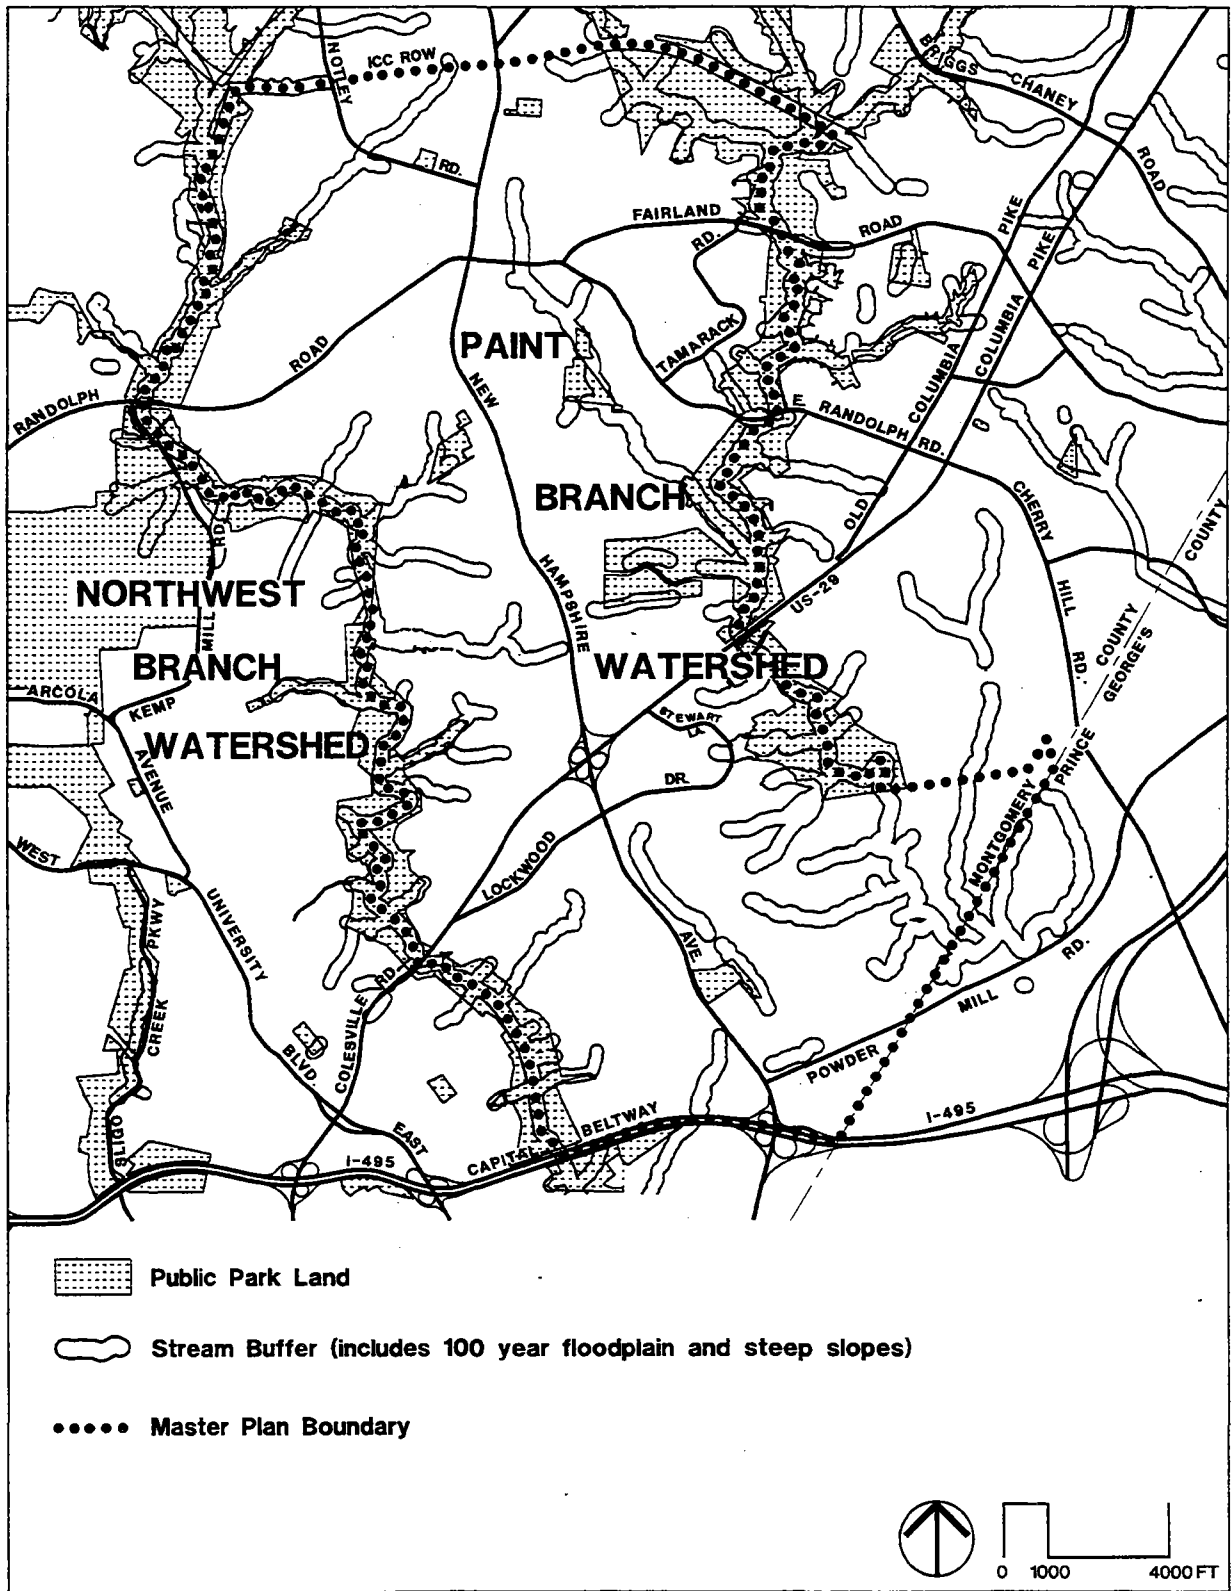 ICC ROW
NOTLEY
RD.
BRIGGS
CHANEY
ROAD
FAIRLAND
ROAD
RD.
TAMARACK
PIKE
PIKE
COLUMBIA
COLUMBIA
OLD
PAINT
ROAD
RANDOLPH
NEW
E. RANDOLPH RD.
BRANCH
CHERRY
HILL
RD.
COUNTY
HAMPSHIRE
RD.
MILL
NORTHWEST
US-29
COUNTY
GEORGE'S
BRANCH
WATERSHED
ARCOLA
KEMP
STEWART
LA.
WATERSHED
AVENUE
DR.
PRINCE
MONTGOMERY
WEST
LOCKWOOD
UNIVERSITY
PKWY
AVE.
RD.
RD.
MILL
CREEK
COLESVILLE
BLVD.
POWDER
SLIGO
EAST
BELTWAY
I-495
I-495
CAPITAL
Public Park Land
Stream Buffer (includes 100 year floodplain and steep slopes)
Master Plan Boundary
0 1000 4000 FT